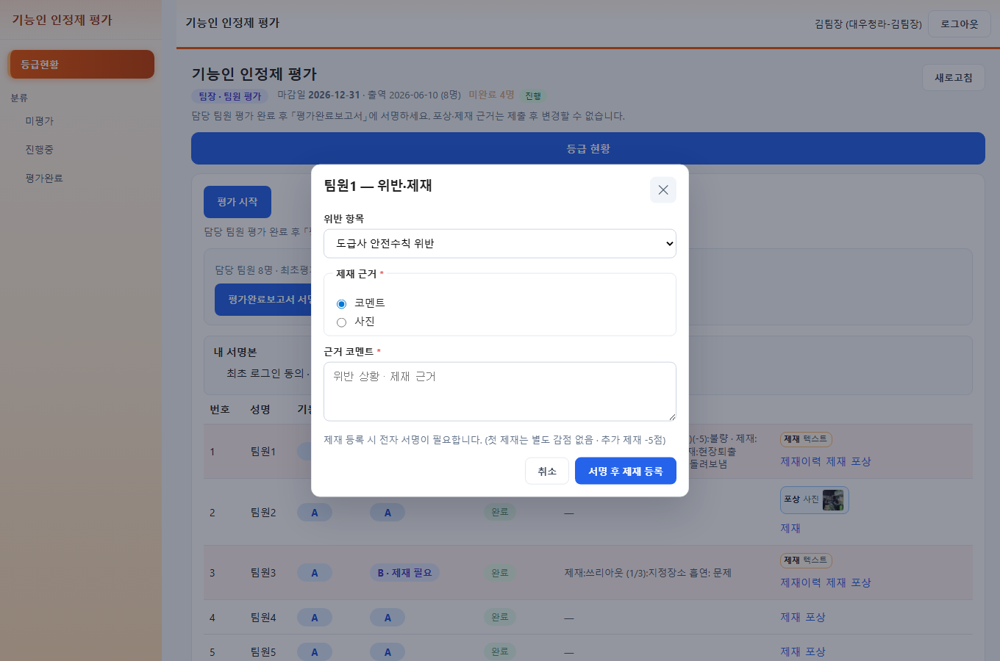 기능인 인정제 평가
등급현황
분류
미평가
진행중
평가완료
기능인 인정제 평가
김팀장 (대우청라-김팀장)
로그아웃
기능인 인정제 평가
새로고침
팀장 · 팀원 평가
마감일 2026-12-31 · 출역 2026-06-10 (8명)
미완료 4명
진행
담당 팀원 평가 완료 후 「평가완료보고서」에 서명하세요. 포상·제재 근거는 제출 후 변경할 수 없습니다.
등급 현황
평가 시작
담당 팀원 평가 완료 후
담당 팀원 8명 · 최초평
평가완료보고서 서명
내 서명본
최초 로그인 동의 ·
팀원1 — 위반·제재
위반 항목
도급사 안전수칙 위반
제재 근거 *
코멘트
사진
근거 코멘트 *
위반 상황 · 제재 근거
제재 등록 시 전자 서명이 필요합니다. (첫 제재는 별도 감점 없음 · 추가 제재 -5점)
취소
서명 후 제재 등록
번호 성명 기능
1 팀원1
)(-5):불량 · 제재:
재:현장퇴출
돌려보냄
제재 텍스트
제재이력 제재 포상
2 팀원2 A A 완료 —
포상 사진
제재
3 팀원3 A B · 제재 필요 완료 제재:쓰리아웃 (1/3):지정장소 흡연: 문제
제재 텍스트
제재이력 제재 포상
4 팀원4 A A 완료 — 제재 포상
5 팀원5 A A 완료 — 제재 포상